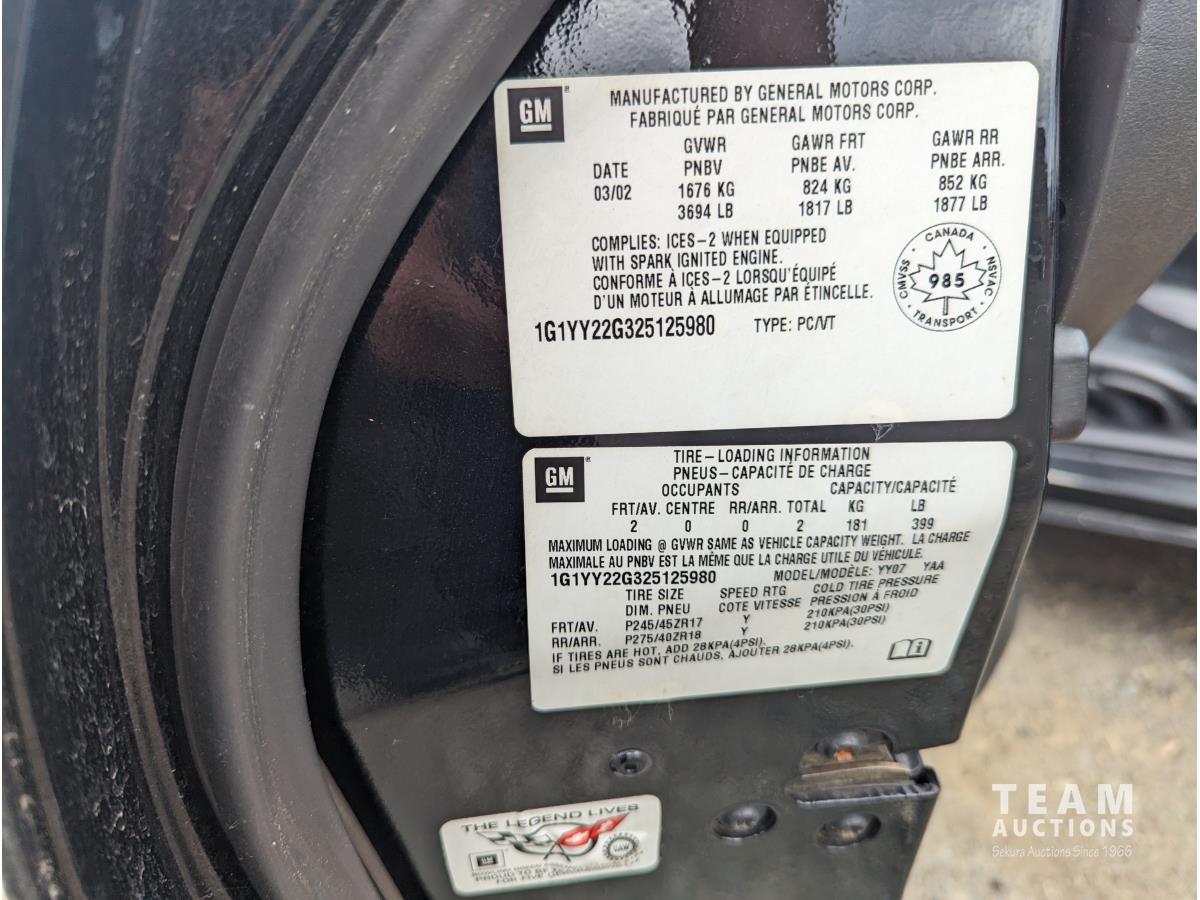 GM
MANUFACTURED BY GENERAL MOTORS CORP.
FABRIQUÉ PAR GENERAL MOTORS CORP.
GVWR GAWR FRT GAWR RR
DATE PNBV PNBE AV. PNBE ARR.
03/02 1676 KG 824 KG 852 KG
3694 LB 1817 LB 1877 LB
COMPLIES: ICES-2 WHEN EQUIPPED
WITH SPARK IGNITED ENGINE.
CONFORME À ICES-2 LORSQU'ÉQUIPÉ
D'UN MOTEUR À ALLUMAGE PAR ÉTINCELLE.
CANADA
CMVSS 985 NSVAC
TRANSPORT
1G1YY22G325125980 TYPE: PC/VT
GM
TIRE-LOADING INFORMATION
PNEUS-CAPACITÉ DE CHARGE
OCCUPANTS CAPACITY/CAPACITÉ
FRT/AV. CENTRE RR/ARR. TOTAL KG LB
2 0 0 2 181 399
MAXIMUM LOADING @ GVWR SAME AS VEHICLE CAPACITY WEIGHT. LA CHARGE
MAXIMALE AU PNBV EST LA MÊME QUE LA CHARGE UTILE DU VÉHICULE.
1G1YY22G325125980 MODEL/MODÈLE: YY07 YAA
TIRE SIZE SPEED RTG COLD TIRE PRESSURE
DIM. PNEU COTE VITESSE PRESSION À FROID
FRT/AV. P245/45ZR17 Y 210KPA(30PSI)
RR/ARR. P275/40ZR18 Y 210KPA(30PSI)
IF TIRES ARE HOT, ADD 28KPA(4PSI).
SI LES PNEUS SONT CHAUDS, AJOUTER 28KPA(4PSI).
THE LEGEND LIVES
GM
UAW
PROUD TO BE
FOR FIVE
TEAM
AUCTIONS
Sekura Auctions Since 1966